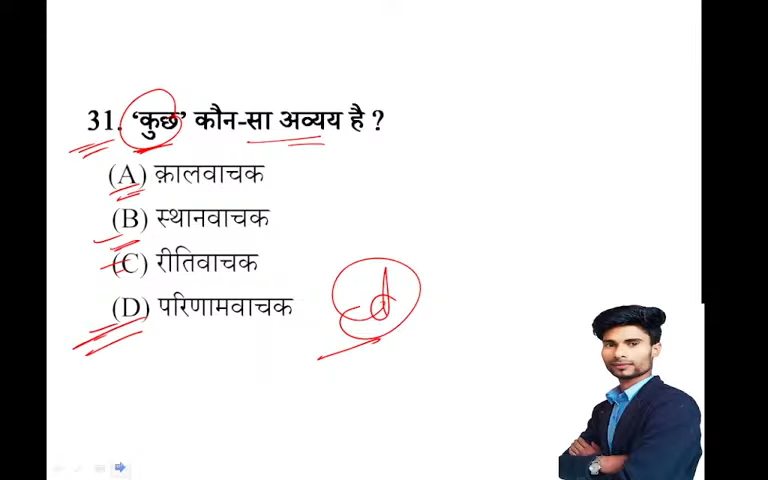 31. ‘कुछ’ कौन-सा अव्यय है ?
(A) क़ालवाचक
(B) स्थानवाचक
(C) रीतिवाचक
(D) परिणामवाचक
d